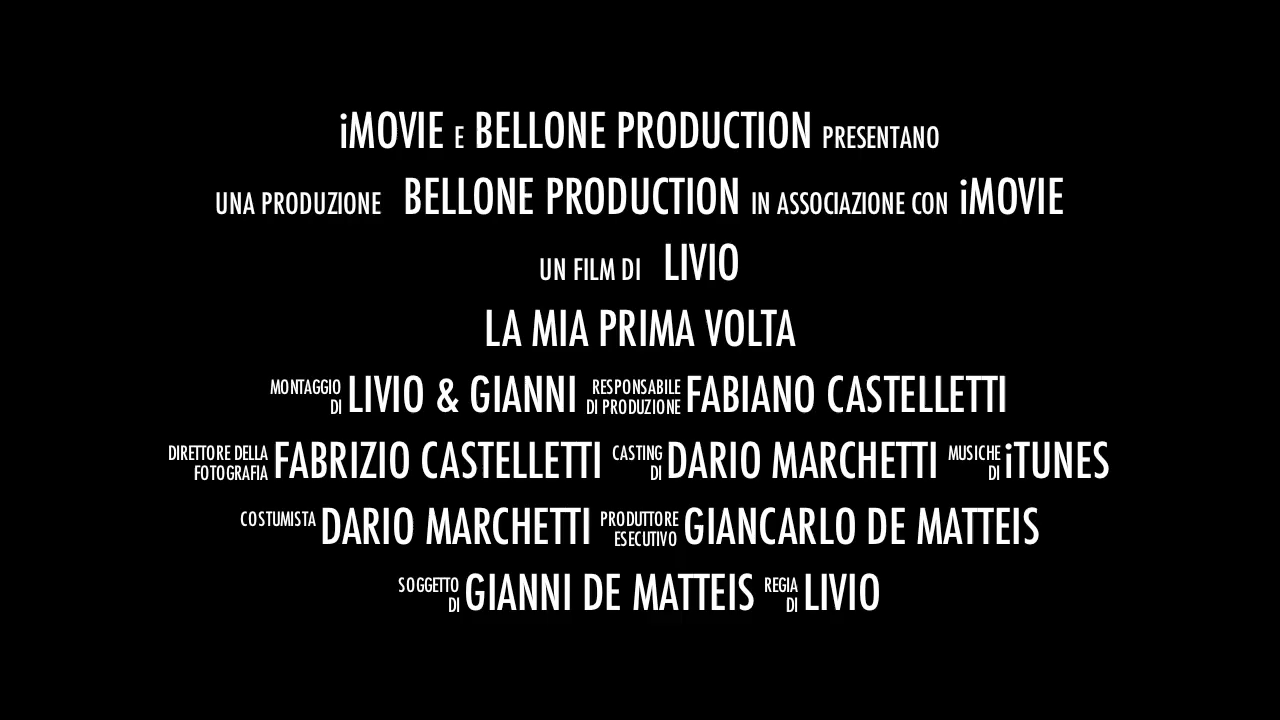 iMOVIE E BELLONE PRODUCTION PRESENTANO
UNA PRODUZIONE BELLONE PRODUCTION IN ASSOCIAZIONE CON iMOVIE
UN FILM DI LIVIO
LA MIA PRIMA VOLTA
MONTAGGIO DI LIVIO & GIANNI RESPONSABILE DI PRODUZIONE FABIANO CASTELLETTI
DIRETTORE DELLA FOTOGRAFIA FABRIZIO CASTELLETTI CASTING DI DARIO MARCHETTI MUSICHE DI iTUNES
COSTUMISTA DARIO MARCHETTI PRODUTTORE ESECUTIVO GIANCARLO DE MATTEIS
SOGGETTO DI GIANNI DE MATTEIS REGIA DI LIVIO